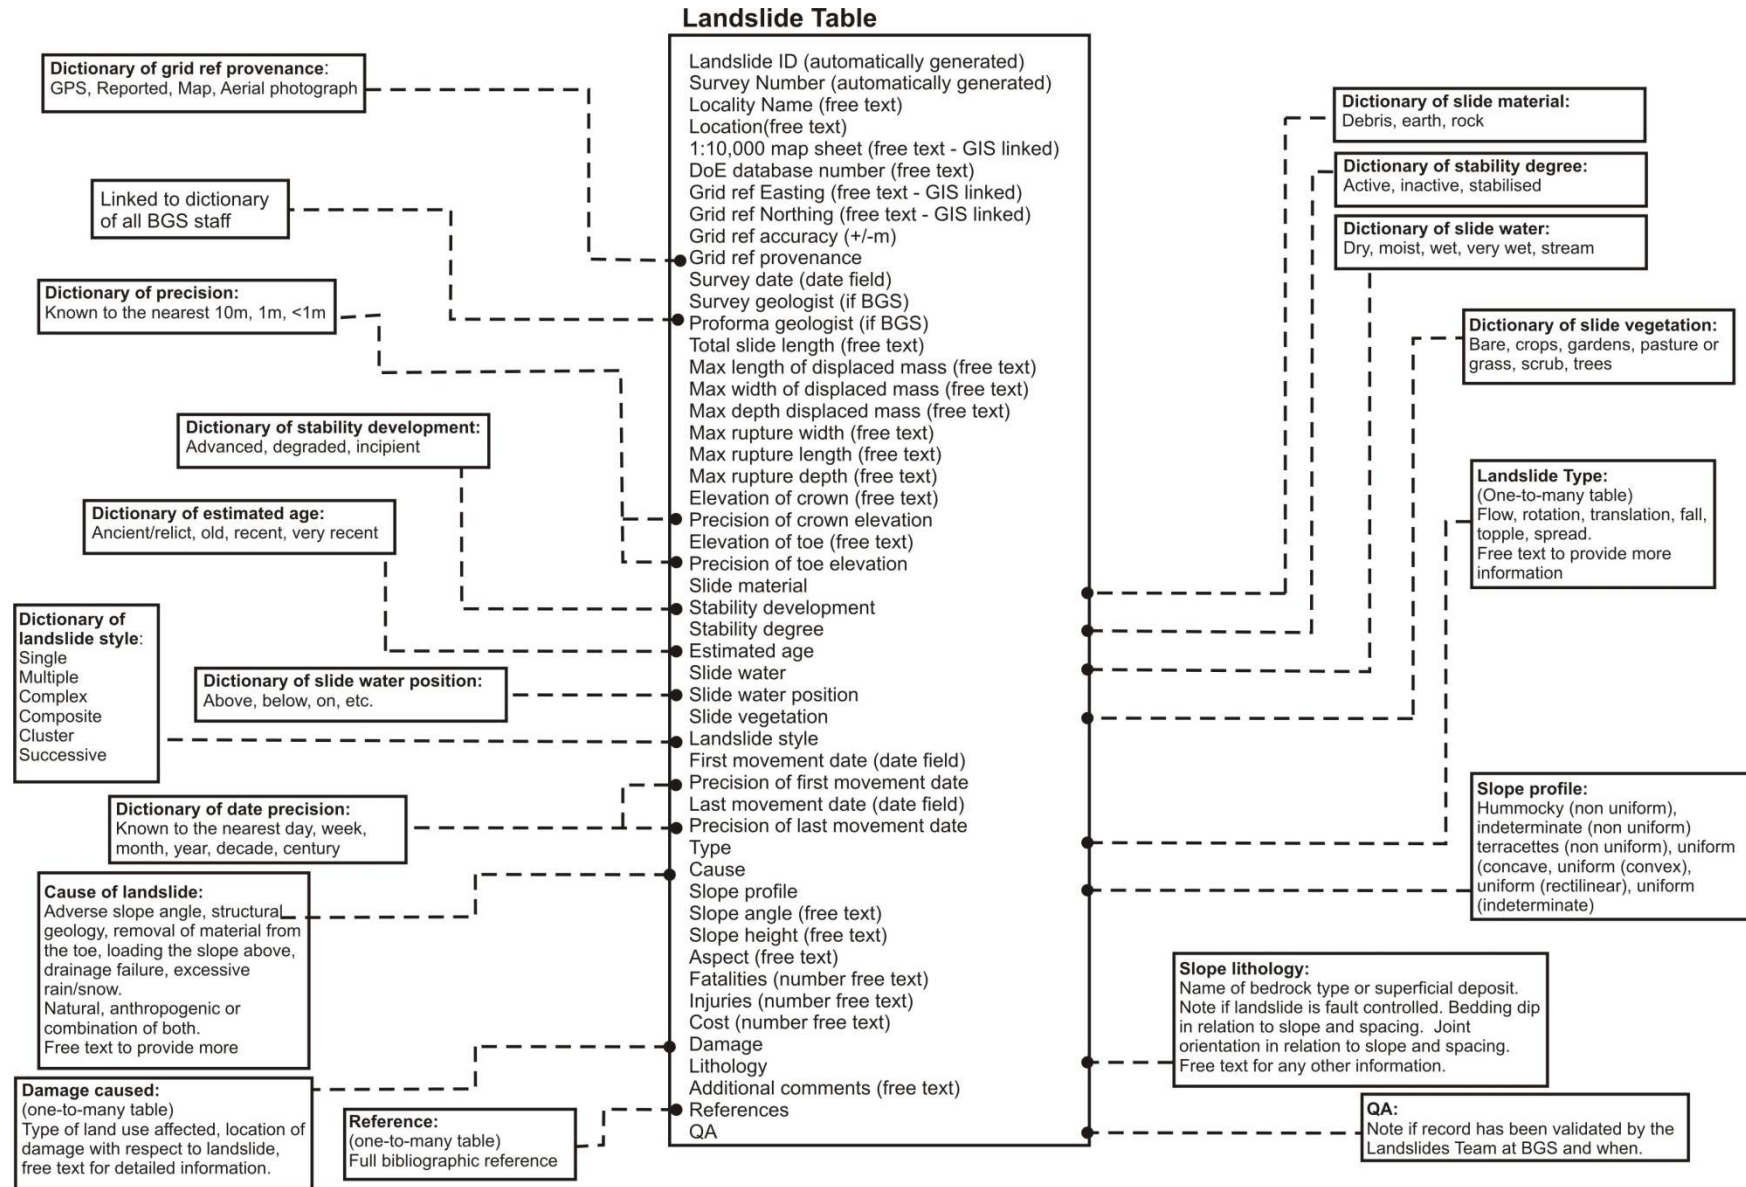 Landslide Table
Landslide ID (automatically generated)
Survey Number (automatically generated)
Locality Name (free text)
Location(free text)
1:10,000 map sheet (free text - GIS linked)
DoE database number (free text)
Grid ref Easting (free text - GIS linked)
Grid ref Northing (free text - GIS linked)
Grid ref accuracy (+/-m)
Grid ref provenance
Survey date (date field)
Survey geologist (if BGS)
Proforma geologist (if BGS)
Total slide length (free text)
Max length of displaced mass (free text)
Max width of displaced mass (free text)
Max depth displaced mass (free text)
Max rupture width (free text)
Max rupture length (free text)
Max rupture depth (free text)
Elevation of crown (free text)
Precision of crown elevation
Elevation of toe (free text)
Precision of toe elevation
Slide material
Stability development
Stability degree
Estimated age
Slide water
Slide water position
Slide vegetation
Landslide style
First movement date (date field)
Precision of first movement date
Last movement date (date field)
Precision of last movement date
Type
Cause
Slope profile
Slope angle (free text)
Slope height (free text)
Aspect (free text)
Fatalities (number free text)
Injuries (number free text)
Cost (number free text)
Damage
Lithology
Additional comments (free text)
References
QA
Dictionary of grid ref provenance:
GPS, Reported, Map, Aerial photograph
Linked to dictionary
of all BGS staff
Dictionary of precision:
Known to the nearest 10m, 1m, <1m
Dictionary of stability development:
Advanced, degraded, incipient
Dictionary of estimated age:
Ancient/relict, old, recent, very recent
Dictionary of
landslide style:
Single
Multiple
Complex
Composite
Cluster
Successive
Dictionary of slide water position:
Above, below, on, etc.
Dictionary of date precision:
Known to the nearest day, week,
month, year, decade, century
Cause of landslide:
Adverse slope angle, structural
geology, removal of material from
the toe, loading the slope above,
drainage failure, excessive
rain/snow.
Natural, anthropogenic or
combination of both.
Free text to provide more
Damage caused:
(one-to-many table)
Type of land use affected, location of
damage with respect to landslide,
free text for detailed information.
Reference:
(one-to-many table)
Full bibliographic reference
Dictionary of slide material:
Debris, earth, rock
Dictionary of stability degree:
Active, inactive, stabilised
Dictionary of slide water:
Dry, moist, wet, very wet, stream
Dictionary of slide vegetation:
Bare, crops, gardens, pasture or
grass, scrub, trees
Landslide Type:
(One-to-many table)
Flow, rotation, translation, fall,
topple, spread.
Free text to provide more
information
Slope profile:
Hummocky (non uniform),
indeterminate (non uniform)
terracettes (non uniform), uniform
(concave, uniform (convex),
uniform (rectilinear), uniform
(indeterminate)
Slope lithology:
Name of bedrock type or superficial deposit.
Note if landslide is fault controlled. Bedding dip
in relation to slope and spacing. Joint
orientation in relation to slope and spacing.
Free text for any other information.
QA:
Note if record has been validated by the
Landslides Team at BGS and when.